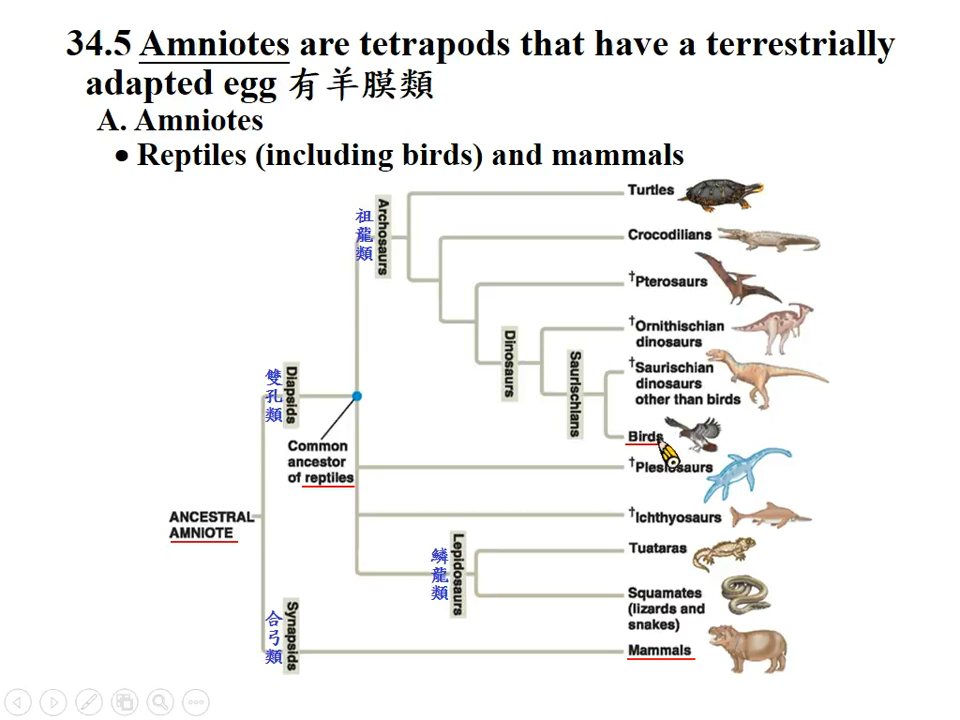 34.5 Amniotes are tetrapods that have a terrestrially
adapted egg 有羊膜類
A. Amniotes
• Reptiles (including birds) and mammals
Turtles
祖龍類
Archosaurs
Crocodilians
†Pterosaurs
†Ornithischian
dinosaurs
Dinosaurs
Saurischians
†Saurischian
dinosaurs
other than birds
雙孔類
Diapsids
Birds
Common
ancestor
of reptiles
†Plesiosaurs
ANCESTRAL
AMNIOTE
†Ichthyosaurs
鱗龍類
Lepidosaurs
Tuataras
Squamates
(lizards and
snakes)
合弓類
Synapsids
Mammals